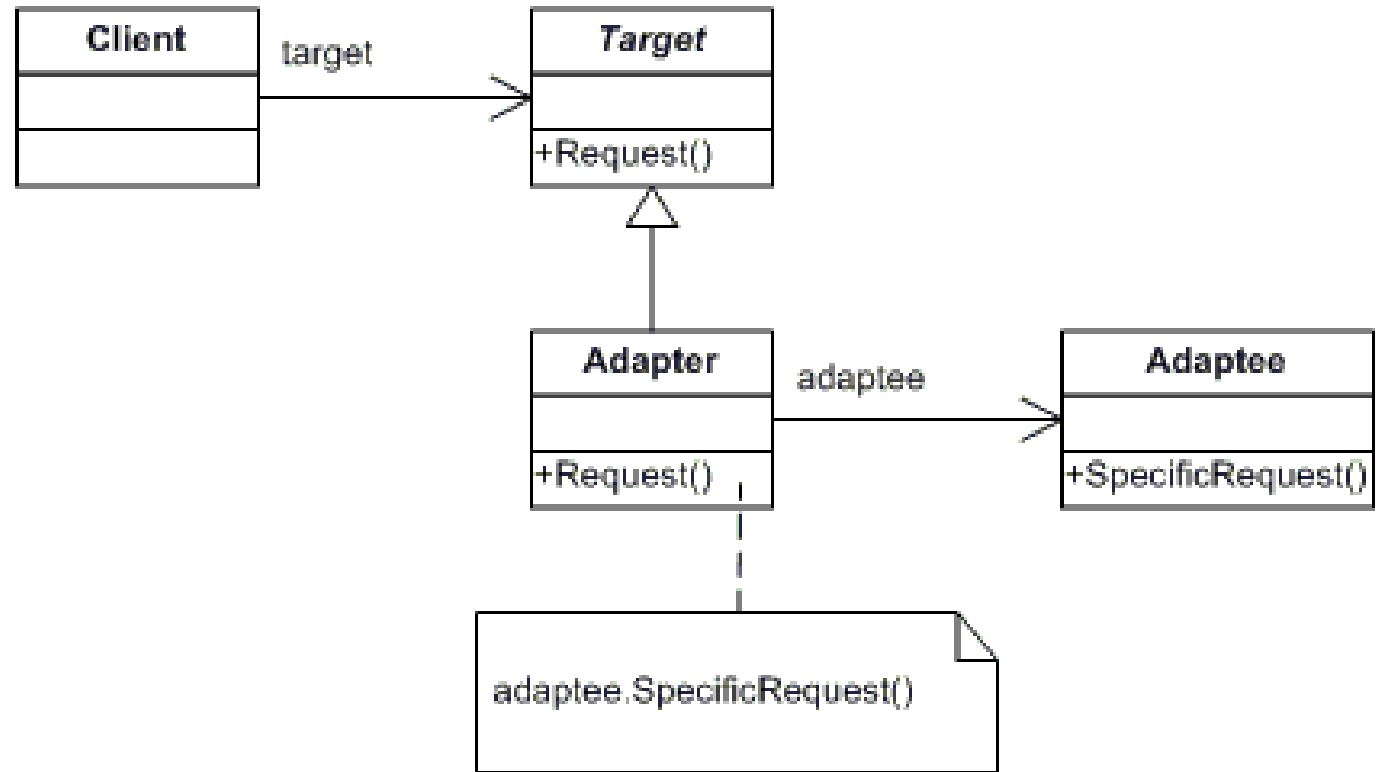 Client
target
Target
+Request()
Adapter
adaptee
Adaptee
+Request()
+SpecificRequest()
adaptee.SpecificRequest()